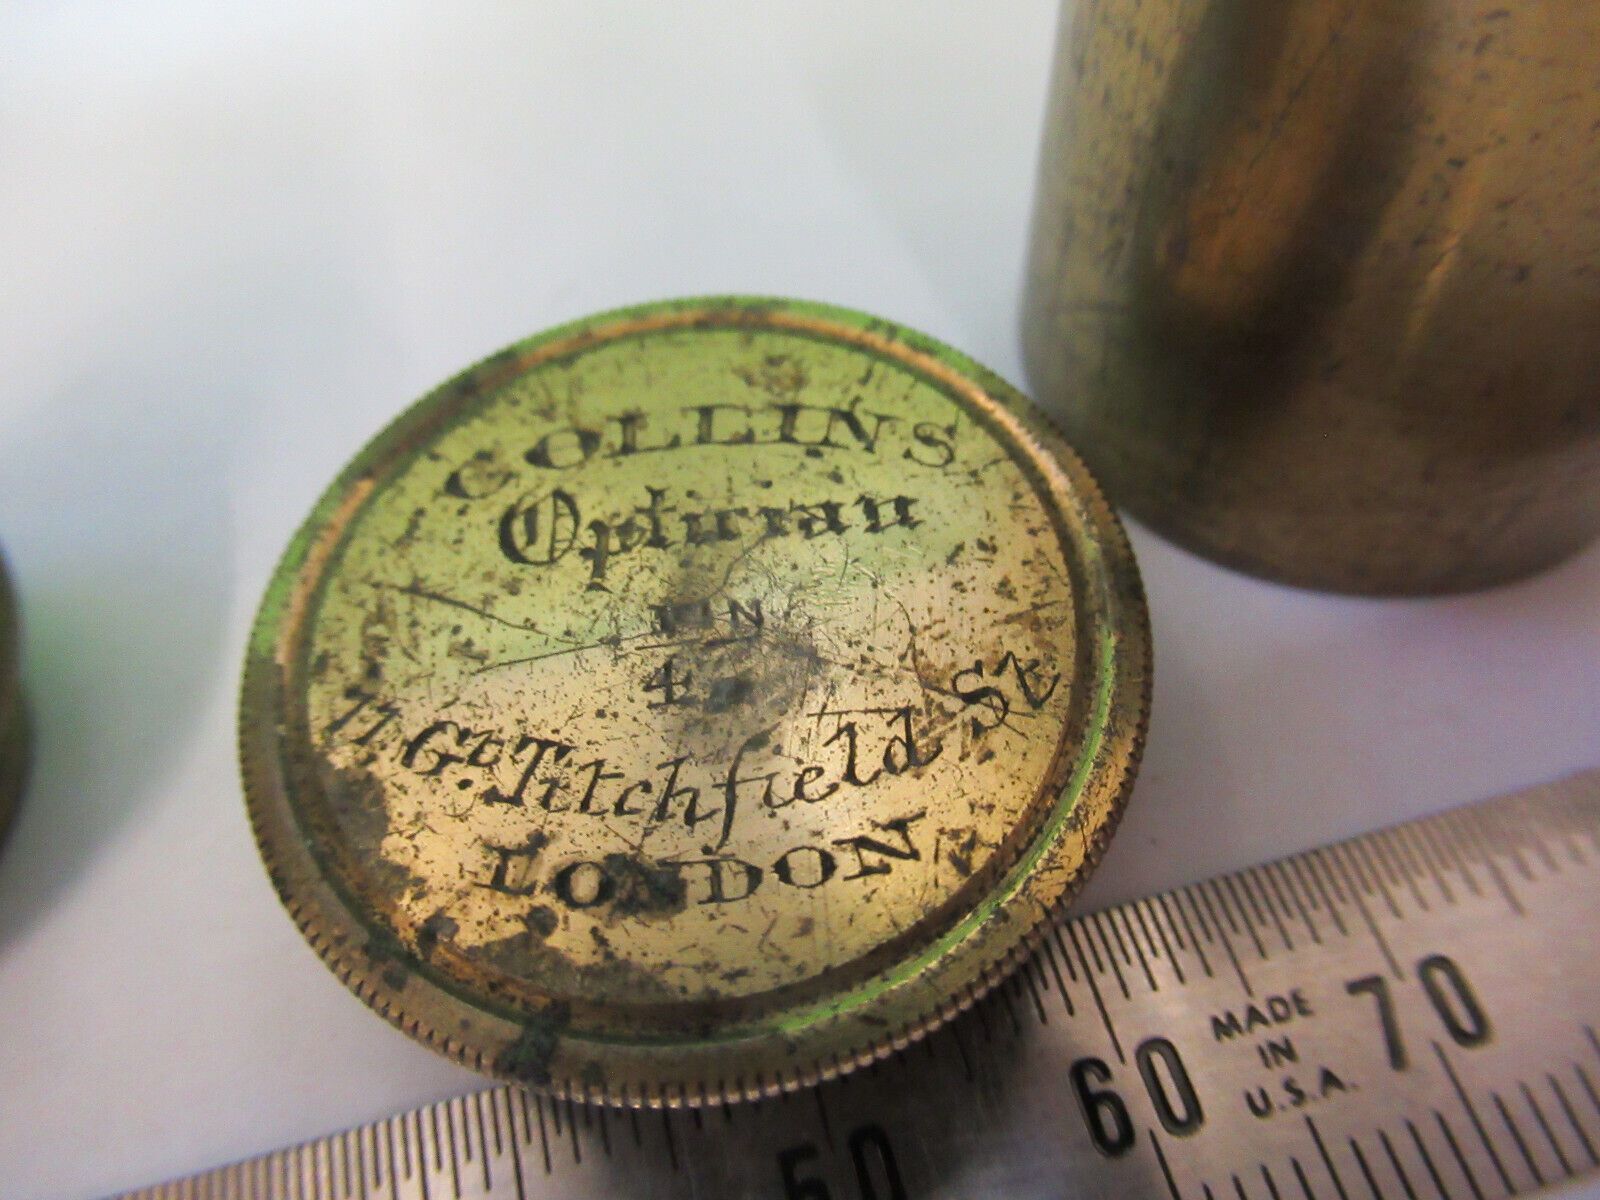 COLLINS
Optician
IN
4
77 Gt. Titchfield St
LONDON
50
60
MADE
IN
U.S.A.
70